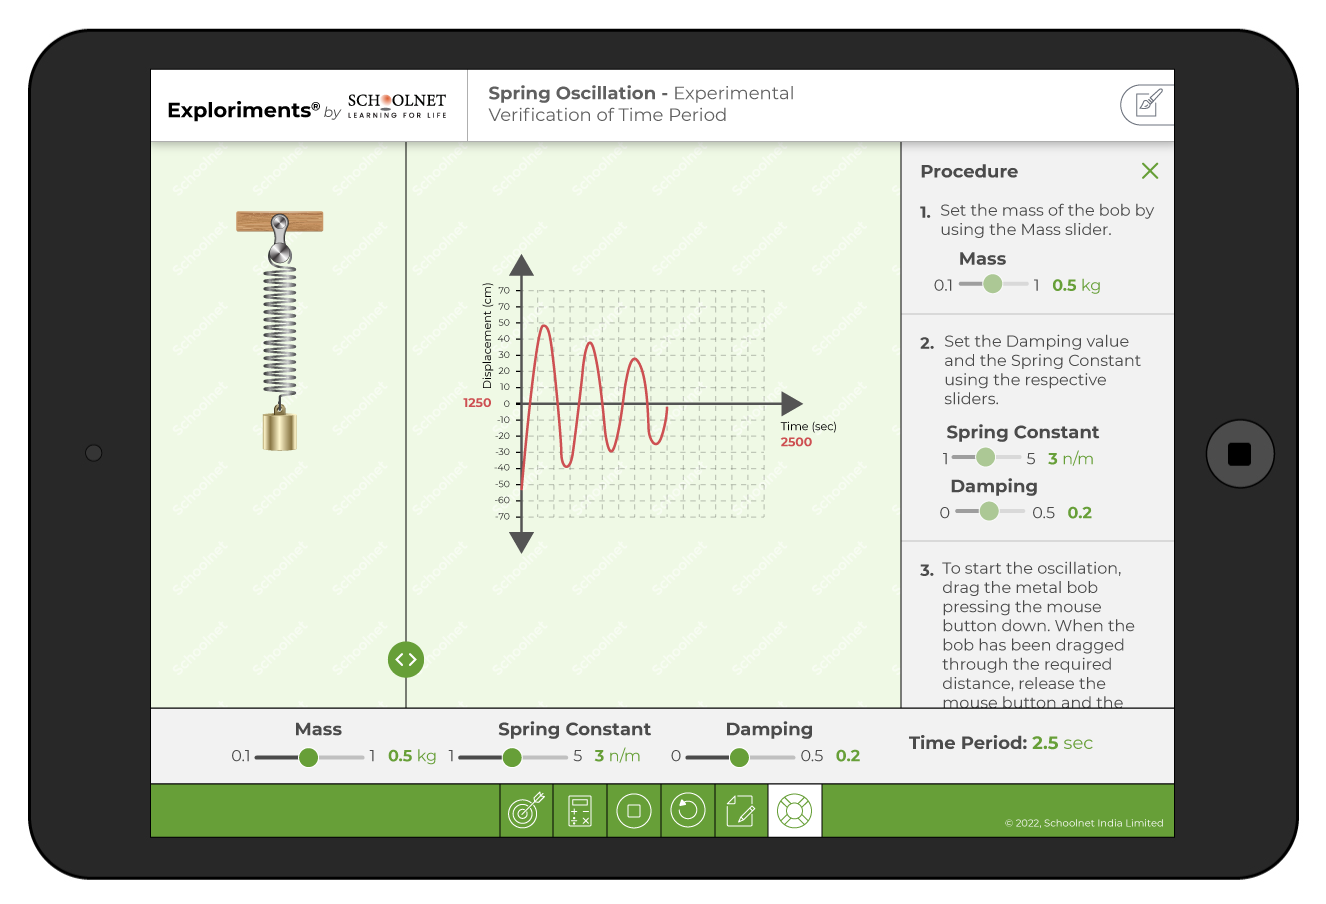 Exploriments® by SCHOOLNET
LEARNING FOR LIFE
Spring Oscillation - Experimental
Verification of Time Period
Displacement (cm)
70
70
50
40
30
20
10
1250 0
-10
-20
-30
-40
-50
-60
-70
Time (sec)
2500
Procedure
1. Set the mass of the bob by
using the Mass slider.
Mass
0.1 1 0.5 kg
2. Set the Damping value
and the Spring Constant
using the respective
sliders.
Spring Constant
1 5 3 n/m
Damping
0 0.5 0.2
3. To start the oscillation,
drag the metal bob
pressing the mouse
button down. When the
bob has been dragged
through the required
distance, release the
mouse button and the
Mass Spring Constant Damping
0.1 1 0.5 kg 1 5 3 n/m 0 0.5 0.2
Time Period: 2.5 sec
© 2022, Schoolnet India Limited